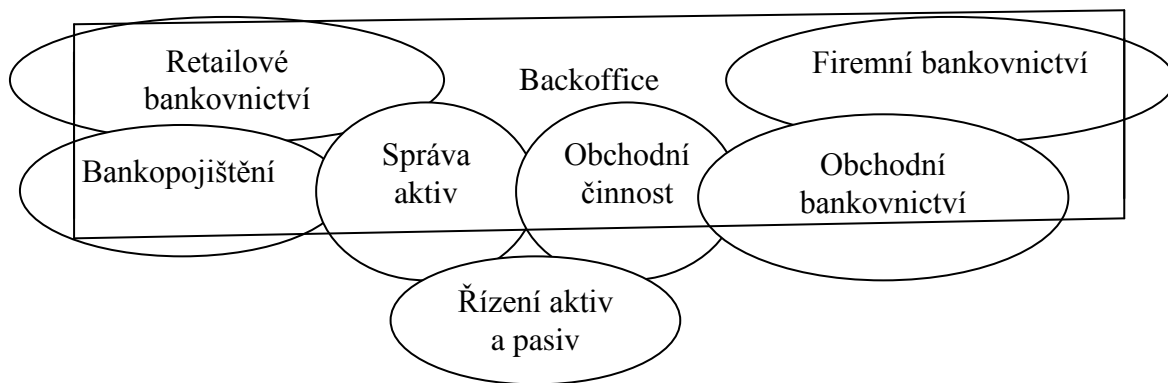 Retailové
bankovnictví
Backoffice
Firemní bankovnictví
Bankopojištění
Správa
aktiv
Obchodní
činnost
Obchodní
bankovnictví
Řízení aktiv
a pasiv